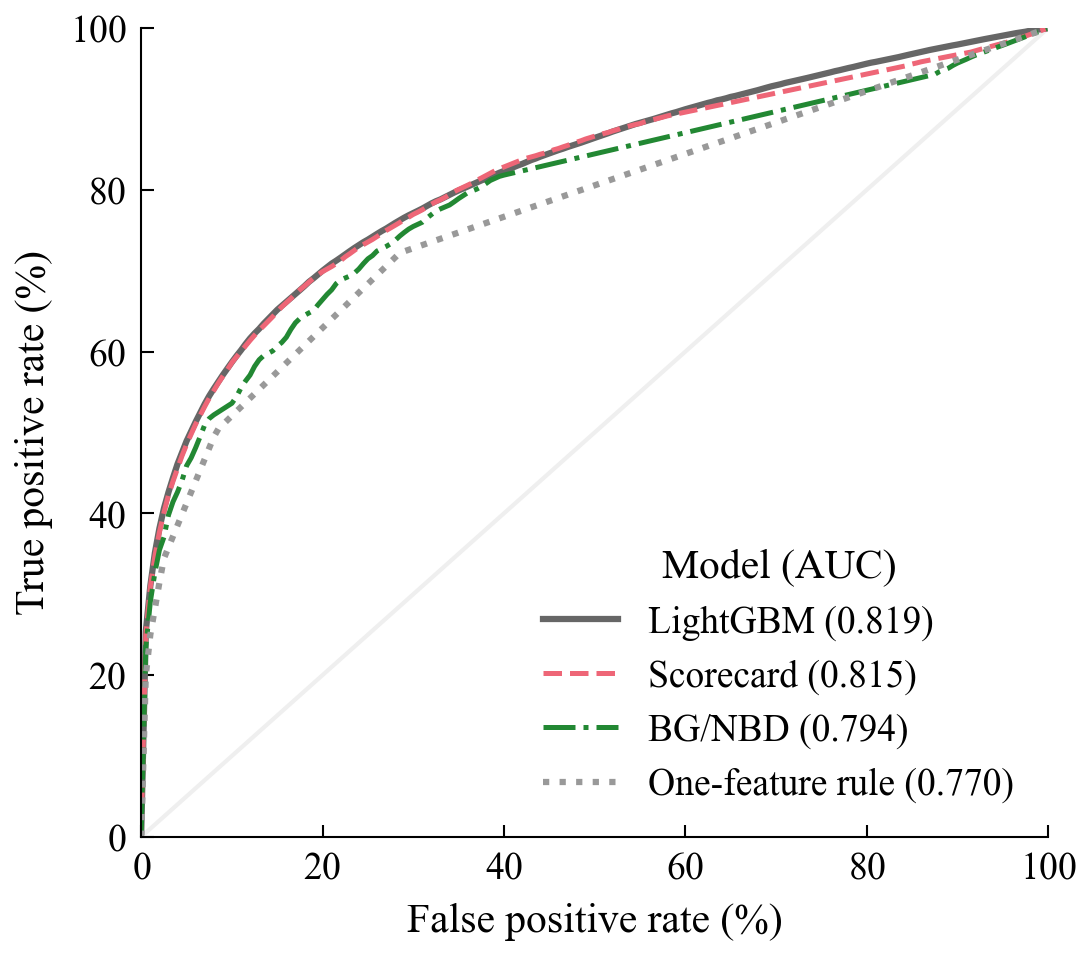 100
80
60
40
20
0
True positive rate (%)
Model (AUC)
LightGBM (0.819)
Scorecard (0.815)
BG/NBD (0.794)
One-feature rule (0.770)
0 20 40 60 80 100
False positive rate (%)